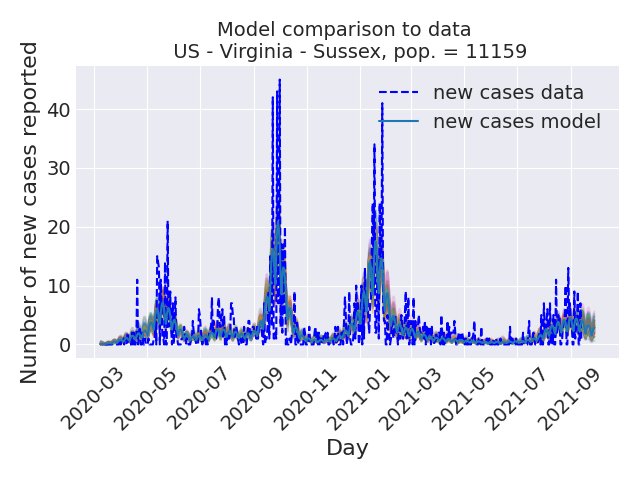 Model comparison to data
US - Virginia - Sussex, pop. = 11159
Number of new cases reported
40
30
20
10
0
new cases data
new cases model
2020-03
2020-05
2020-07
2020-09
2020-11
2021-01
2021-03
2021-05
2021-07
2021-09
Day